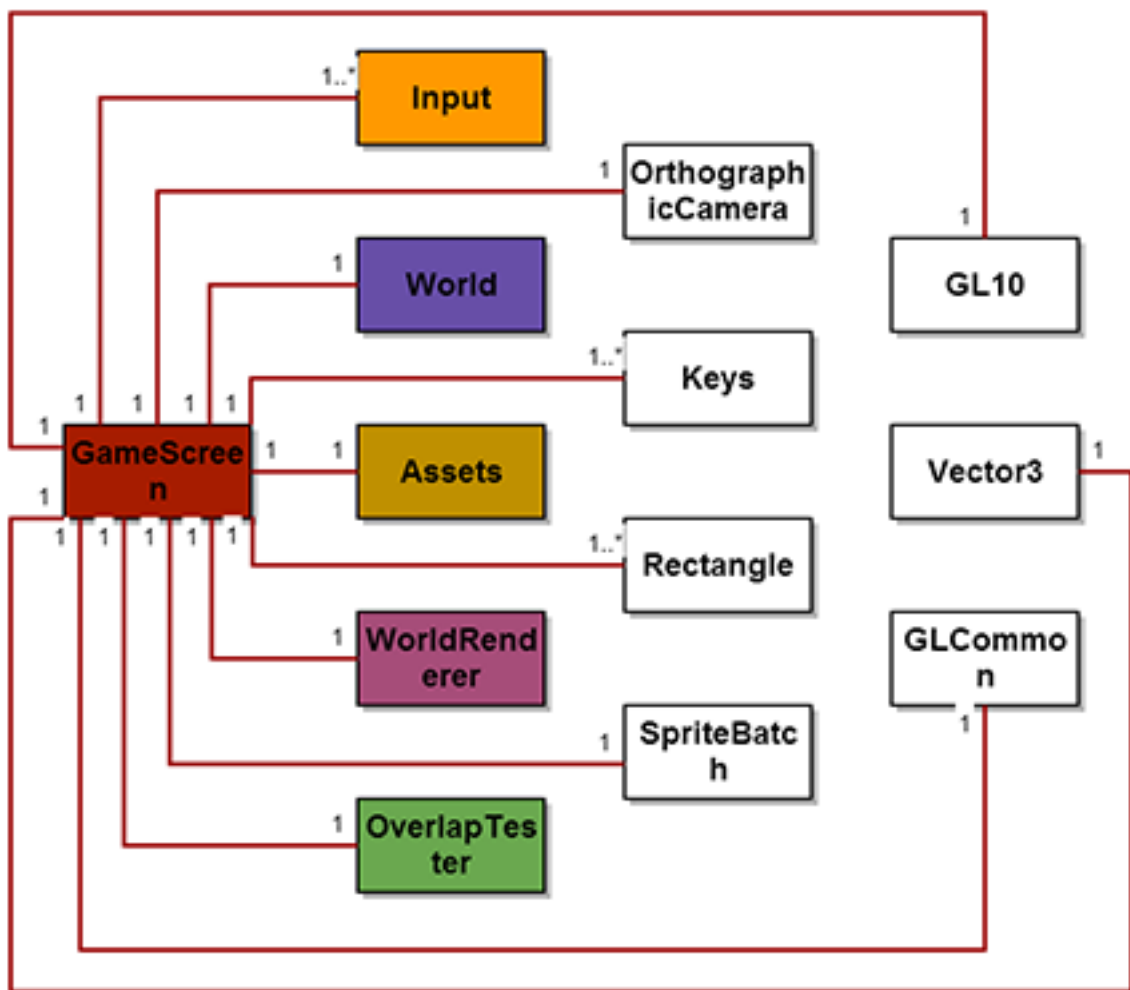 1..*
Input
1
Orthograph
icCamera
1
1
GL10
1
World
1..*
Keys
1
1
1
1
1
GameScree
n
1
1
Assets
Vector3
1
1
1
1
1
1
1
1..*
Rectangle
1
WorldRend
erer
GLCommo
n
1
1
SpriteBatc
h
1
OverlapTes
ter